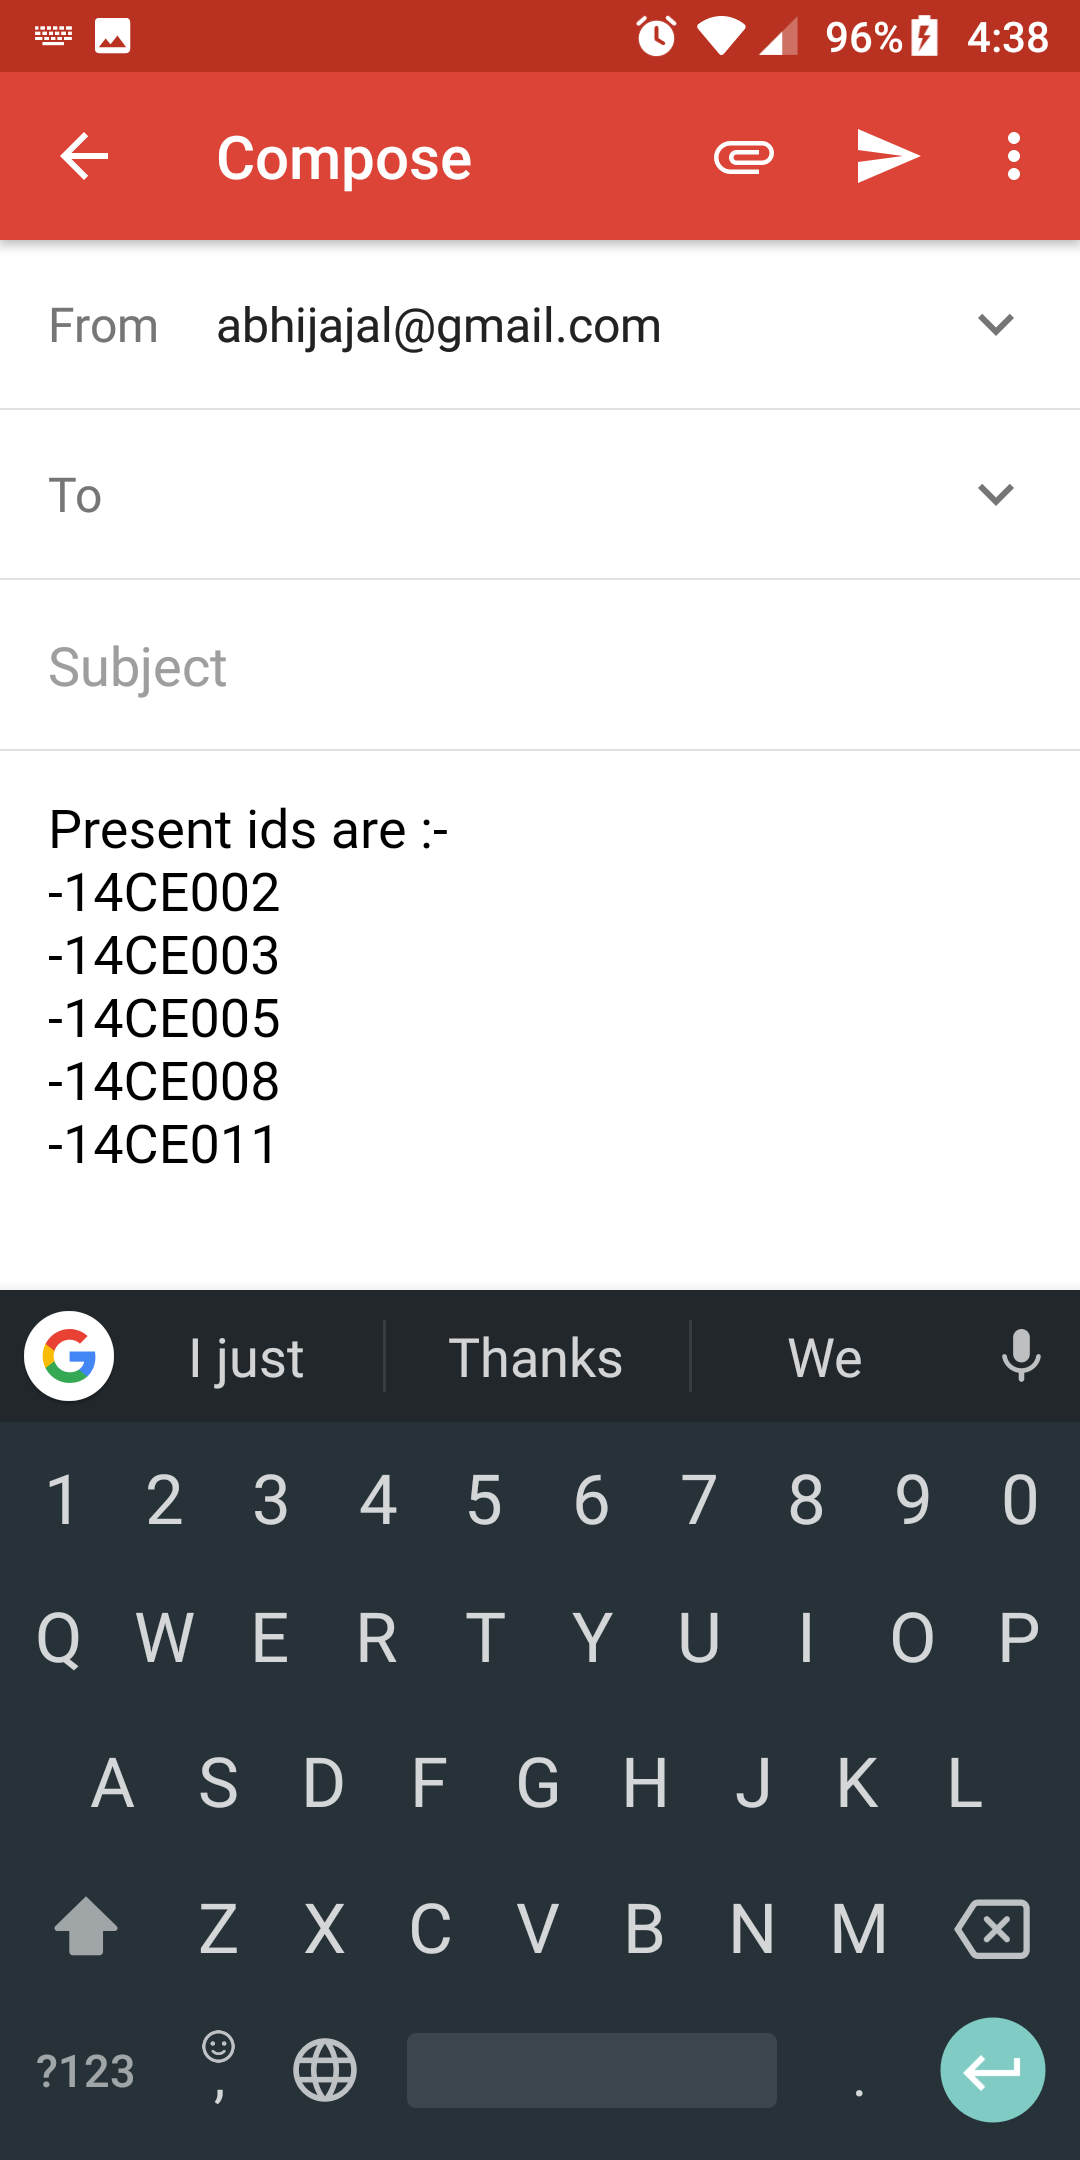 96% 4:38
Compose
From abhijajal@gmail.com
To
Subject
Present ids are :-
-14CE002
-14CE003
-14CE005
-14CE008
-14CE011
G I just Thanks We
1 2 3 4 5 6 7 8 9 0
Q W E R T Y U I O P
A S D F G H J K L
Z X C V B N M
?123 , .